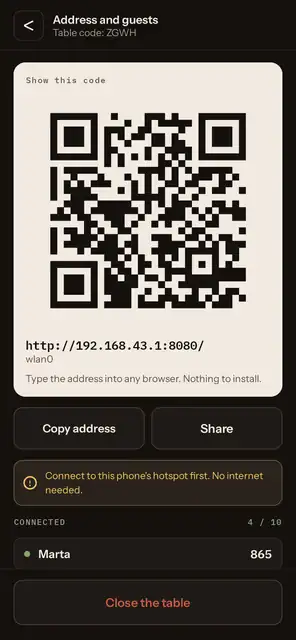 <
Address and guests
Table code: ZGWH
Show this code
http://192.168.43.1:8080/
wlan0
Type the address into any browser. Nothing to install.
Copy address
Share
Connect to this phone's hotspot first. No internet
needed.
CONNECTED
4 / 10
Marta
865
Close the table